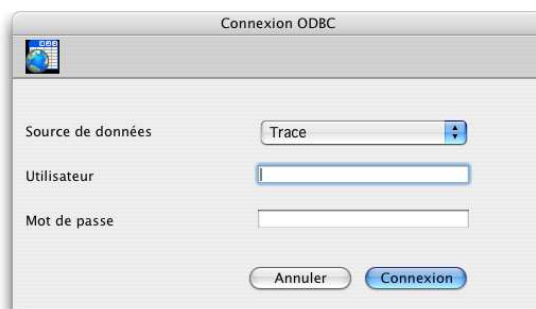 Connexion ODBC
Source de données Trace
Utilisateur
Mot de passe
Annuler Connexion